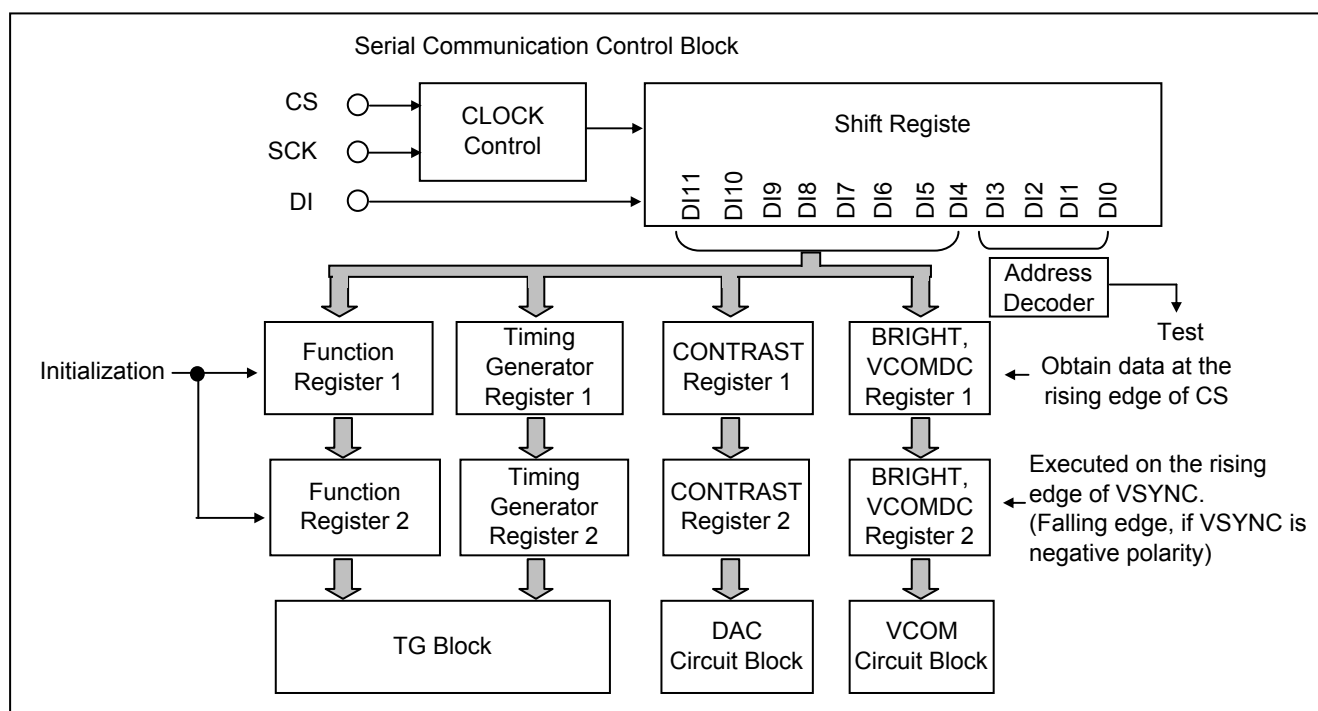 Serial Communication Control Block
CS
SCK
DI
CLOCK
Control
Shift Registe
DI11
DI10
DI9
DI8
DI7
DI6
DI5
DI4
DI3
DI2
DI1
DI0
Address
Decoder
Test
Initialization
Function
Register 1
Timing
Generator
Register 1
CONTRAST
Register 1
BRIGHT,
VCOMDC
Register 1
Obtain data at the
rising edge of CS
Function
Register 2
Timing
Generator
Register 2
CONTRAST
Register 2
BRIGHT,
VCOMDC
Register 2
Executed on the rising
edge of VSYNC.
(Falling edge, if VSYNC is
negative polarity)
TG Block
DAC
Circuit Block
VCOM
Circuit Block